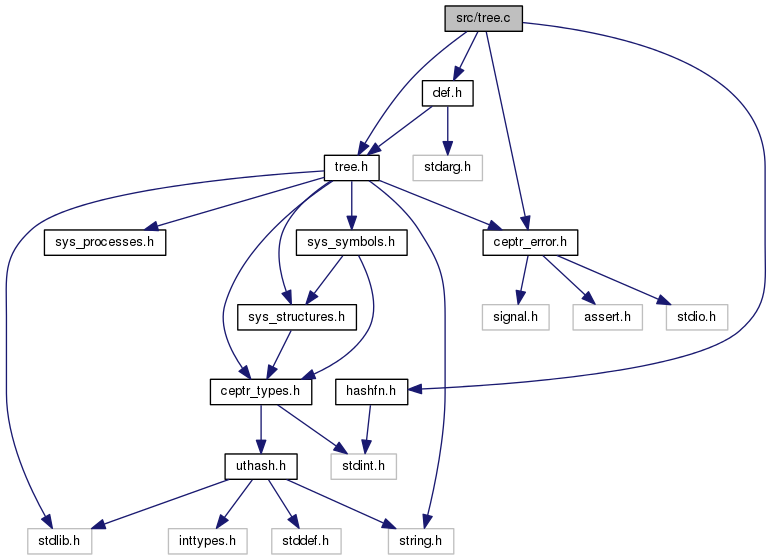 src/tree.c
def.h
tree.h
stdarg.h
sys_processes.h
sys_symbols.h
ceptr_error.h
sys_structures.h
signal.h
assert.h
stdio.h
ceptr_types.h
hashfn.h
uthash.h
stdint.h
stdlib.h
inttypes.h
stddef.h
string.h